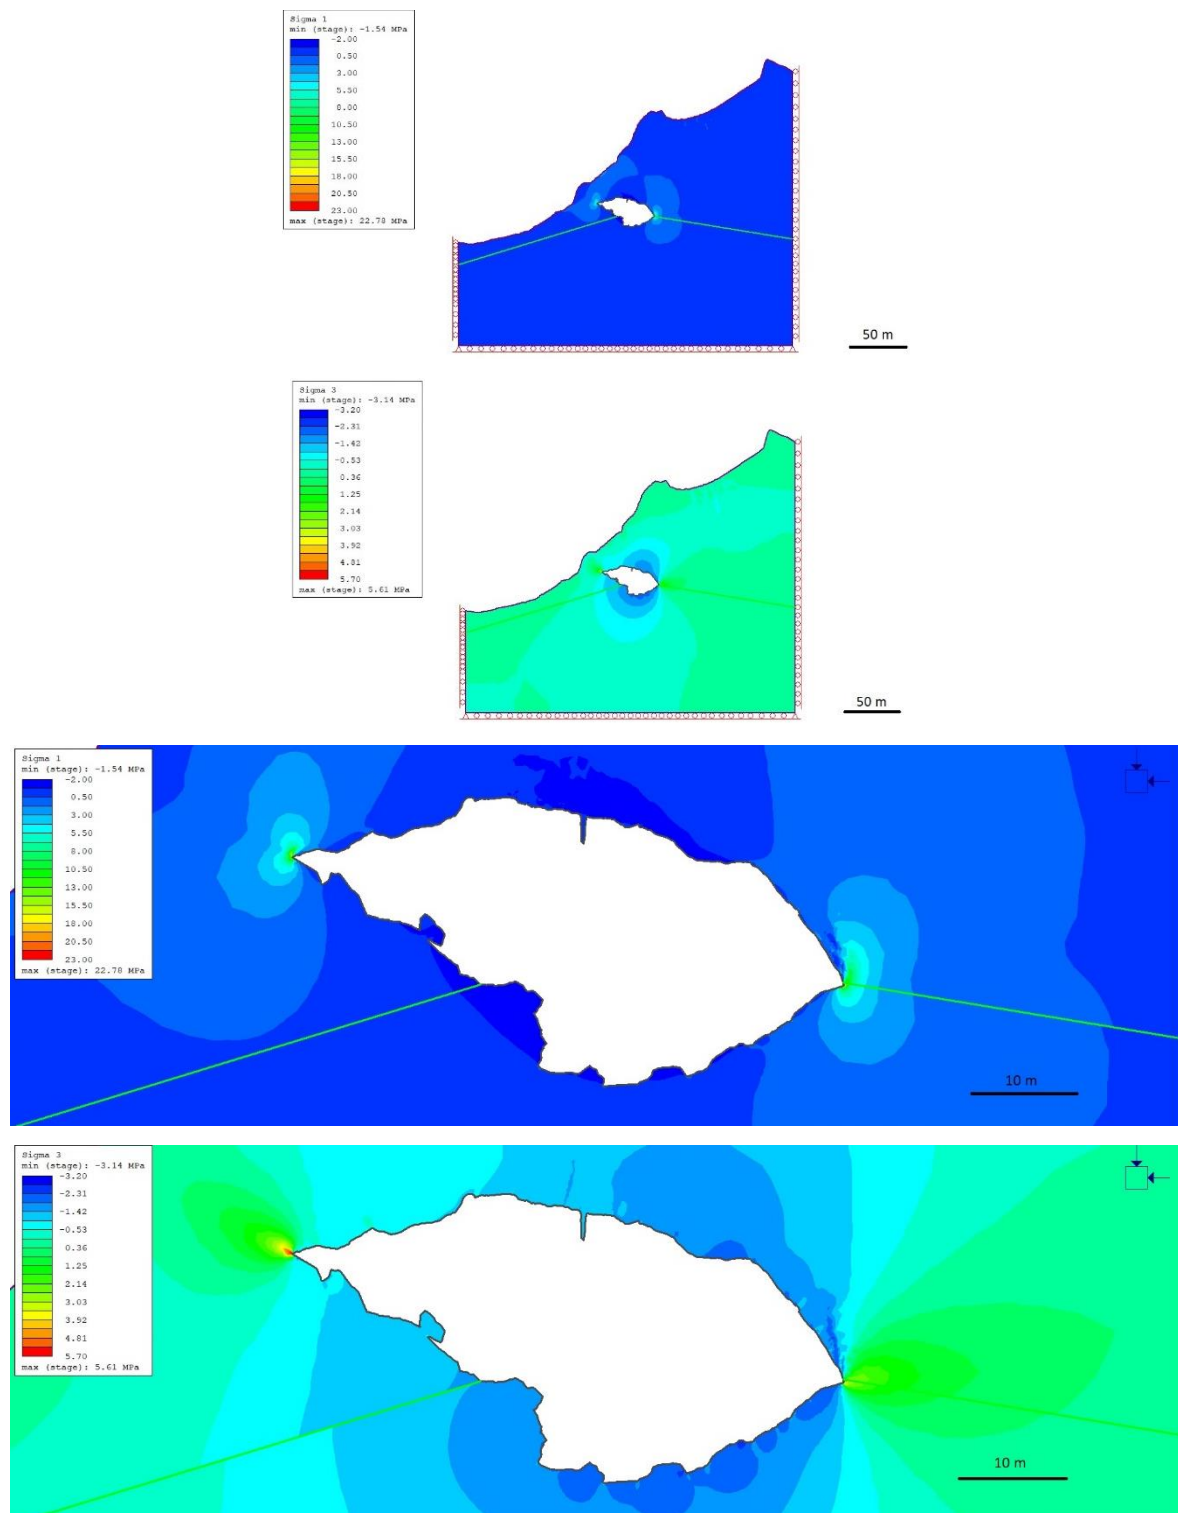 Sigma 1
min (stage): -1.54 MPa
-2.00
0.50
3.00
5.50
8.00
10.50
13.00
15.50
18.00
20.50
23.00
max (stage): 22.78 MPa
50 m
Sigma 3
min (stage): -3.14 MPa
-3.20
-2.31
-1.42
-0.53
0.36
1.25
2.14
3.03
3.92
4.81
5.70
max (stage): 5.61 MPa
50 m
Sigma 1
min (stage): -1.54 MPa
-2.00
0.50
3.00
5.50
8.00
10.50
13.00
15.50
18.00
20.50
23.00
max (stage): 22.78 MPa
10 m
Sigma 3
min (stage): -3.14 MPa
-3.20
-2.31
-1.42
-0.53
0.36
1.25
2.14
3.03
3.92
4.81
5.70
max (stage): 5.61 MPa
10 m